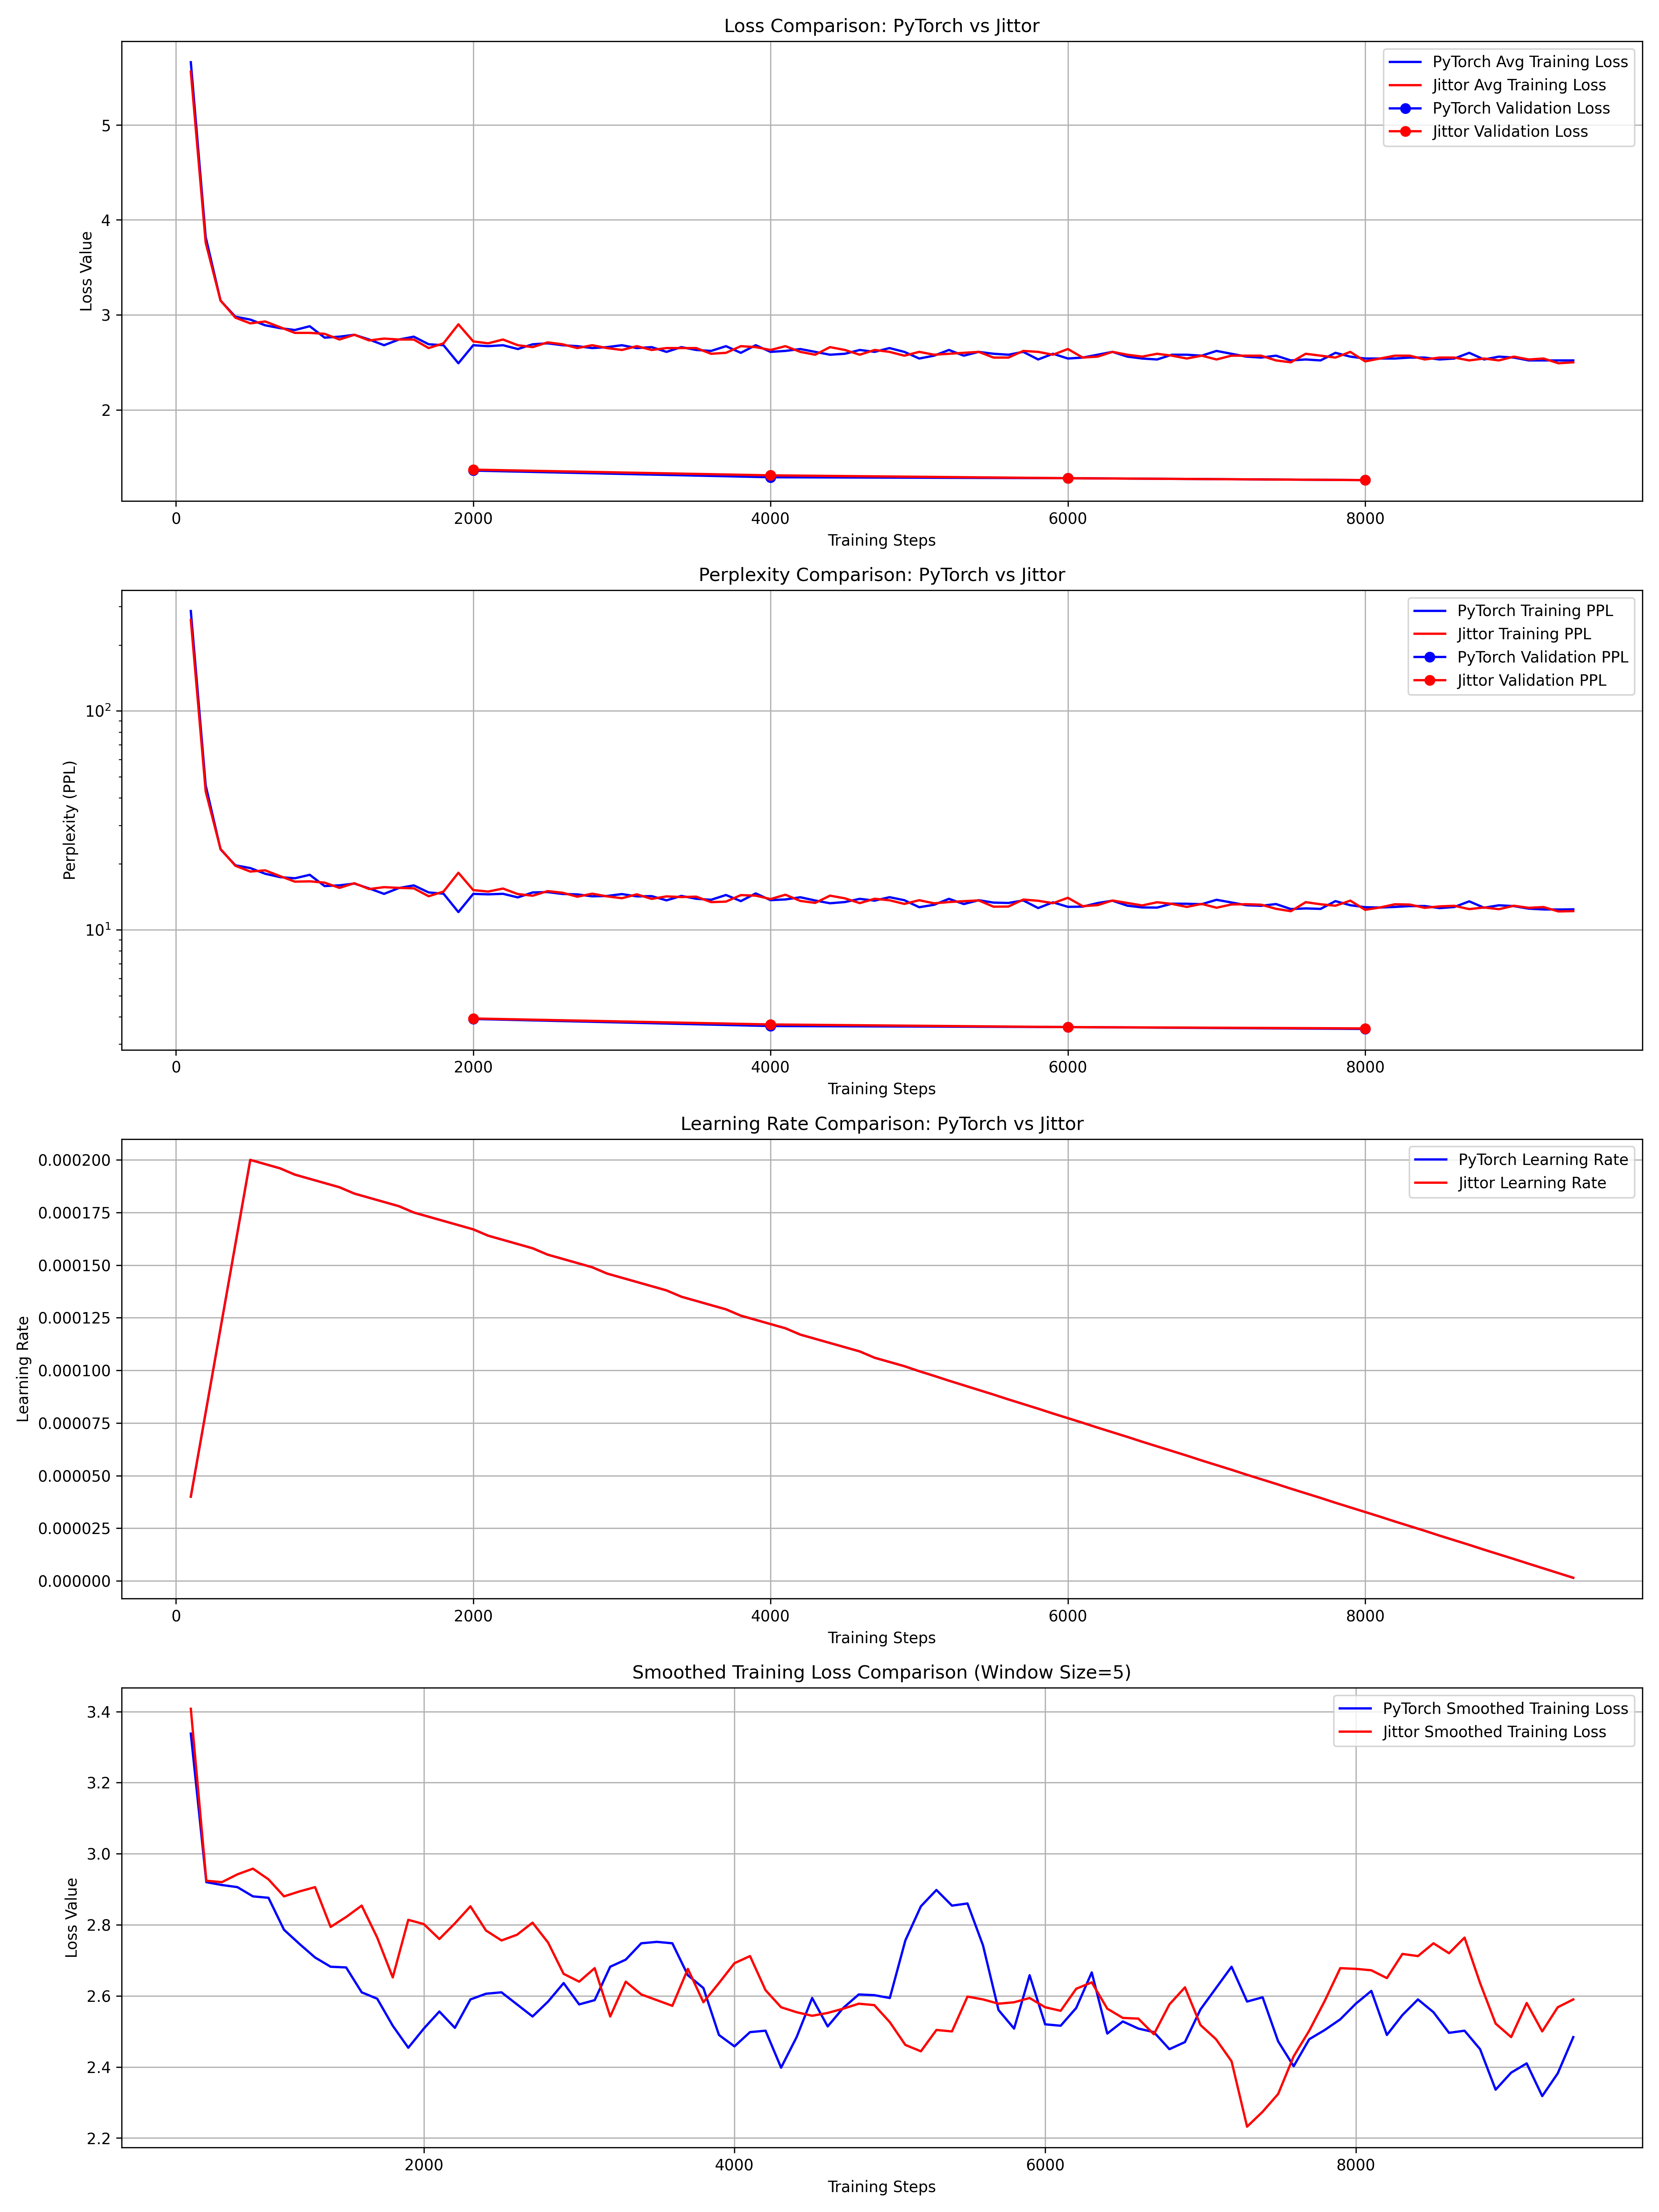 Loss Comparison: PyTorch vs Jittor
PyTorch Avg Training Loss
Jittor Avg Training Loss
PyTorch Validation Loss
Jittor Validation Loss
Loss Value
5
4
3
2
0 2000 4000 6000 8000
Training Steps
Perplexity Comparison: PyTorch vs Jittor
PyTorch Training PPL
Jittor Training PPL
PyTorch Validation PPL
Jittor Validation PPL
Perplexity (PPL)
10²
10¹
0 2000 4000 6000 8000
Training Steps
Learning Rate Comparison: PyTorch vs Jittor
PyTorch Learning Rate
Jittor Learning Rate
Learning Rate
0.000200
0.000175
0.000150
0.000125
0.000100
0.000075
0.000050
0.000025
0.000000
0 2000 4000 6000 8000
Training Steps
Smoothed Training Loss Comparison (Window Size=5)
PyTorch Smoothed Training Loss
Jittor Smoothed Training Loss
Loss Value
3.4
3.2
3.0
2.8
2.6
2.4
2.2
2000 4000 6000 8000
Training Steps